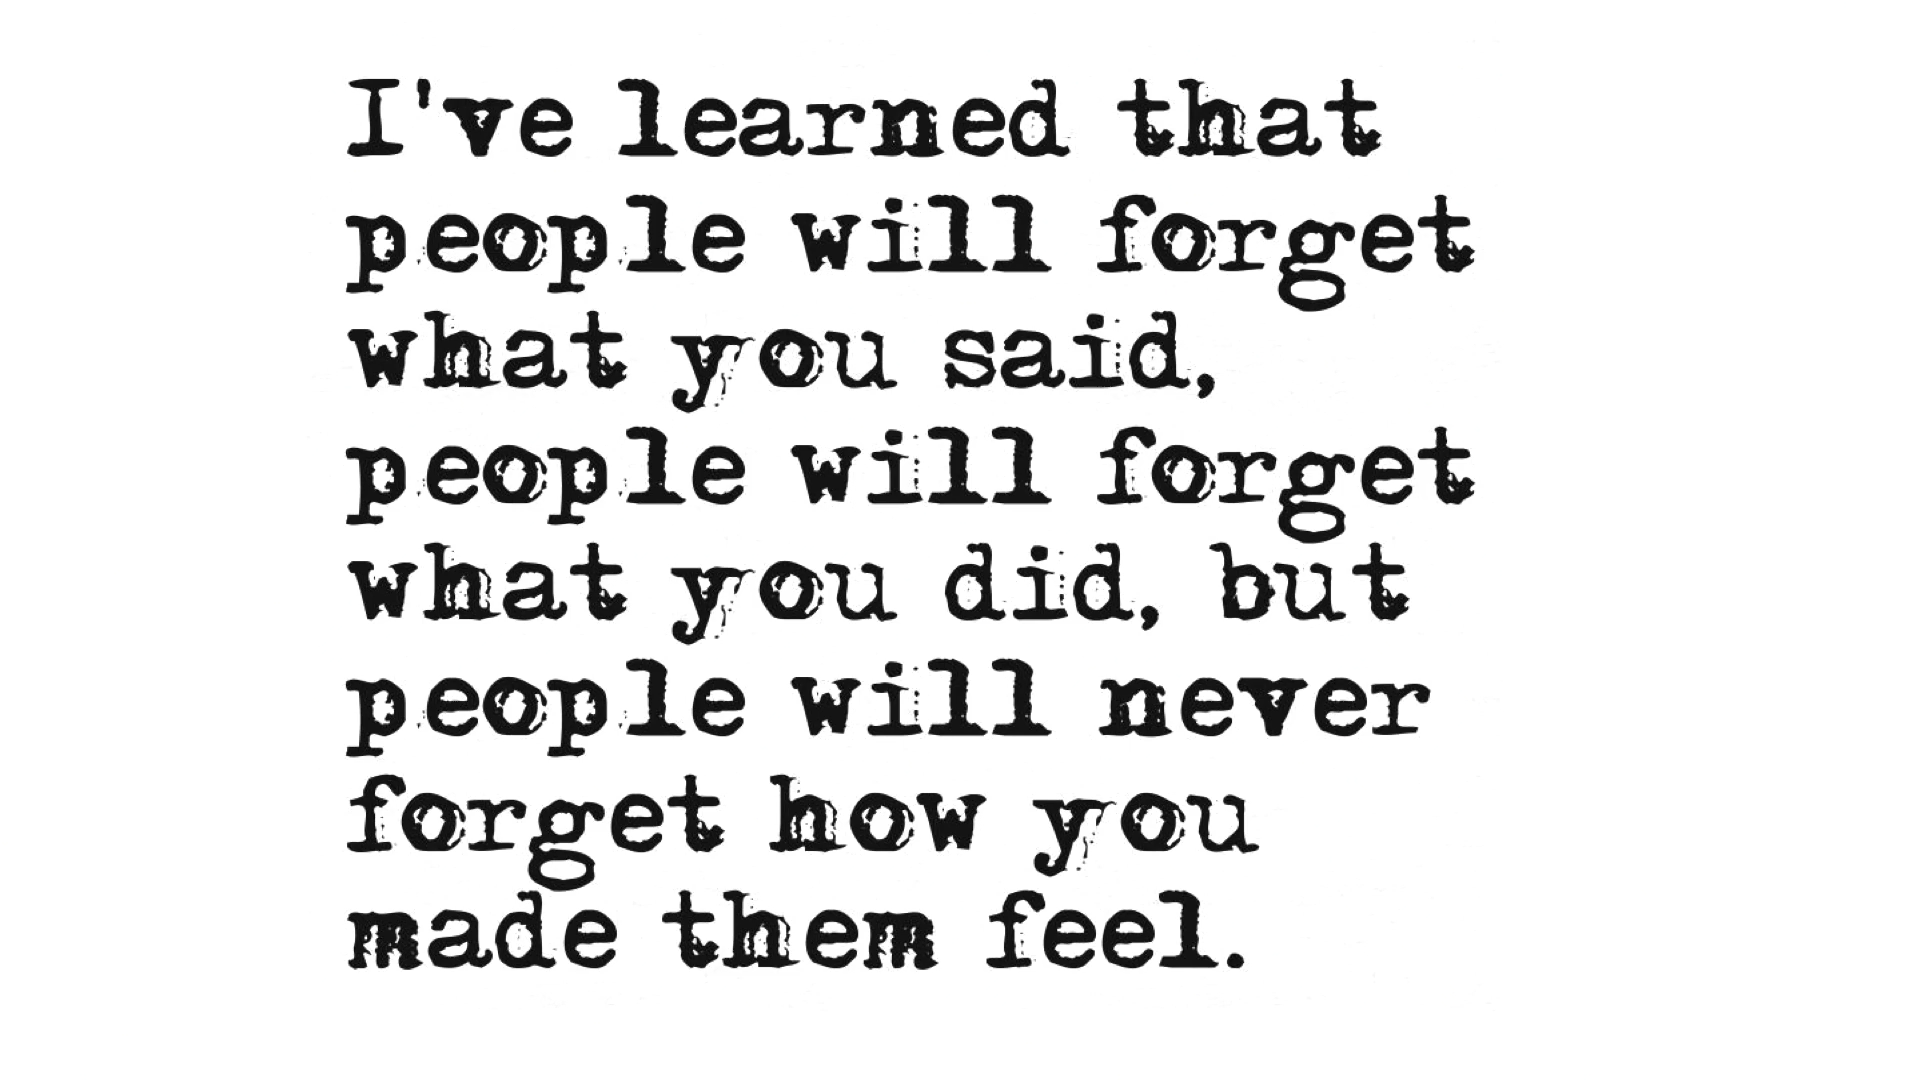 I've learned that
people will forget
what you said,
people will forget
what you did, but
people will never
forget how you
made them feel.